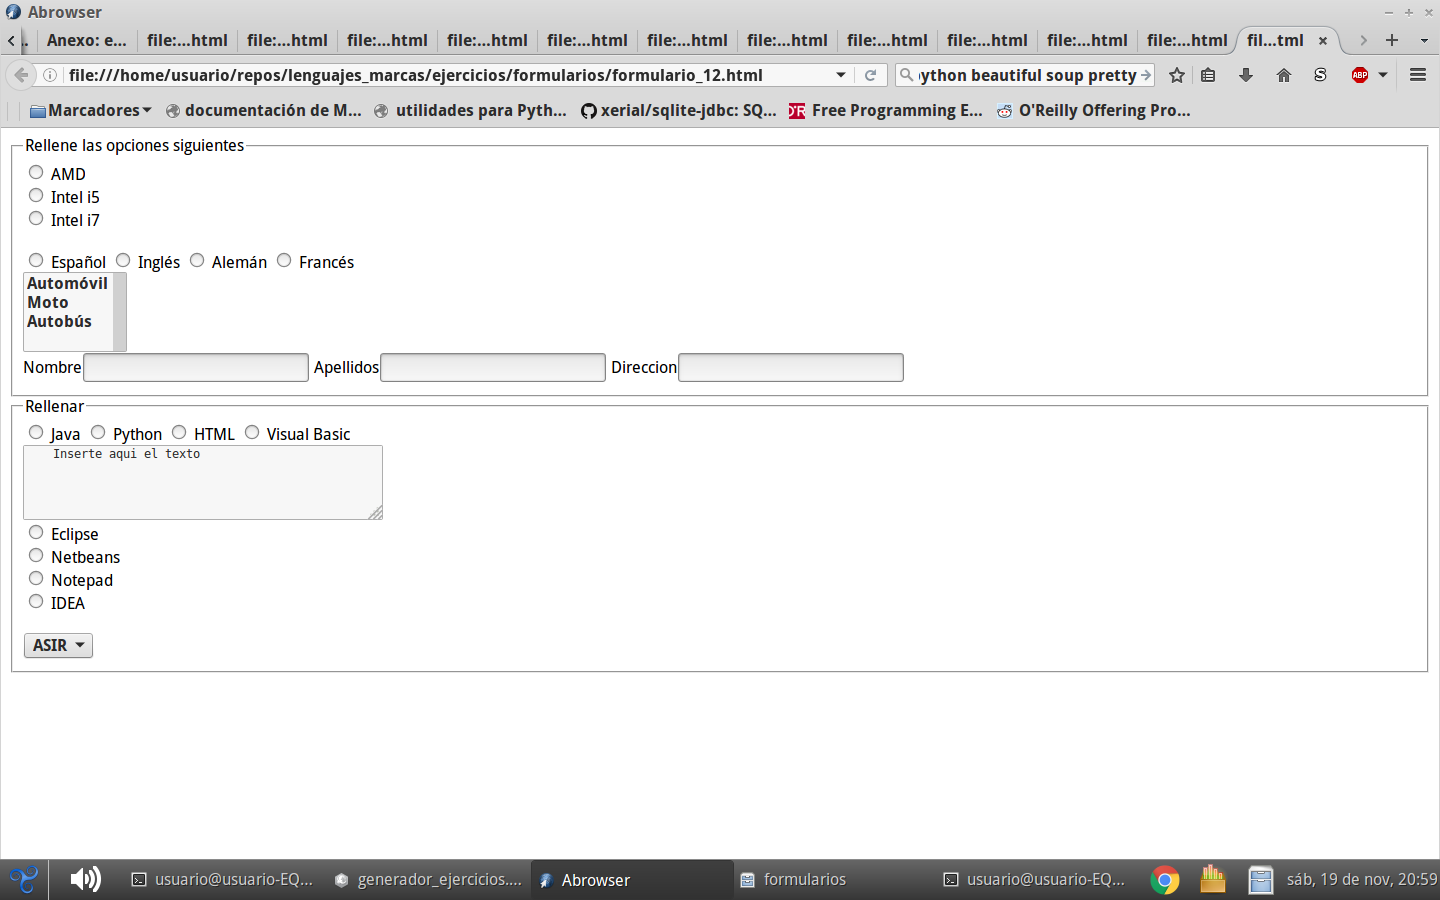 Abrowser
Anexo: e... file:...html file:...html file:...html file:...html file:...html file:...html file:...html file:...html file:...html file:...html file:...html fil...tml
file:///home/usuario/repos/lenguajes_marcas/ejercicios/formularios/formulario_12.html ython beautiful soup pretty S ABP
Marcadores documentación de M... utilidades para Pyth... xerial/sqlite-jdbc: SQ... Free Programming E... O'Reilly Offering Pro...
Rellene las opciones siguientes
AMD
Intel i5
Intel i7
Español Inglés Alemán Francés
Automóvil
Moto
Autobús
Nombre Apellidos Direccion
Rellenar
Java Python HTML Visual Basic
Inserte aqui el texto
Eclipse
Netbeans
Notepad
IDEA
ASIR
usuario@usuario-EQ... generador_ejercicios.... Abrowser formularios usuario@usuario-EQ... sáb, 19 de nov, 20:59